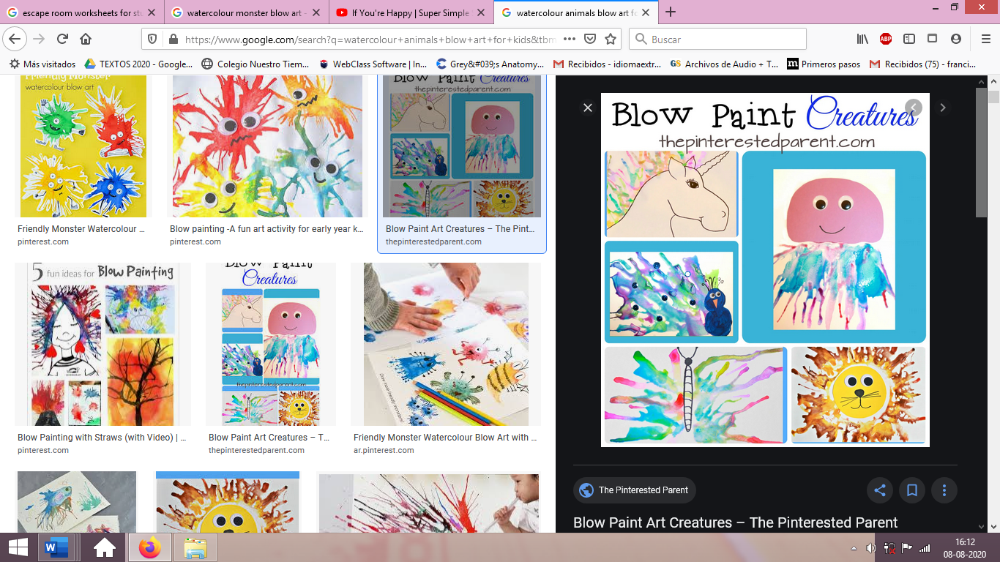 escape room worksheets for stu
watercolour monster blow art -
If You're Happy | Super Simple
watercolour animals blow art fo
https://www.google.com/search?q=watercolour+animals+blow+art+for+kids&tbm
Buscar
Más visitados
TEXTOS 2020 - Google...
Colegio Nuestro Tiem...
WebClass Software | In...
Grey&#039;s Anatomy...
Recibidos - idiomaextr...
GS Archivos de Audio + T...
m Primeros pasos
Recibidos (75) - franci...
ABP
Friendly Monster
watercolour blow art
Blow Paint Creatures
thepinterestedparent.com
Friendly Monster Watercolour ...
pinterest.com
Blow painting -A fun art activity for early year k...
pinterest.com
Blow Paint Art Creatures – The Pint...
thepinterestedparent.com
5 fun ideas for Blow Painting
Blow Paint
Creatures
thepinterestedparent.com
Draw some friendly monsters!
Blow Painting with Straws (with Video) | ...
pinterest.com
Blow Paint Art Creatures – T...
thepinterestedparent.com
Friendly Monster Watercolour Blow Art with ...
ar.pinterest.com
Blow Paint Creatures
thepinterestedparent.com
The Pinterested Parent
Blow Paint Art Creatures – The Pinterested Parent
W
16:12
08-08-2020